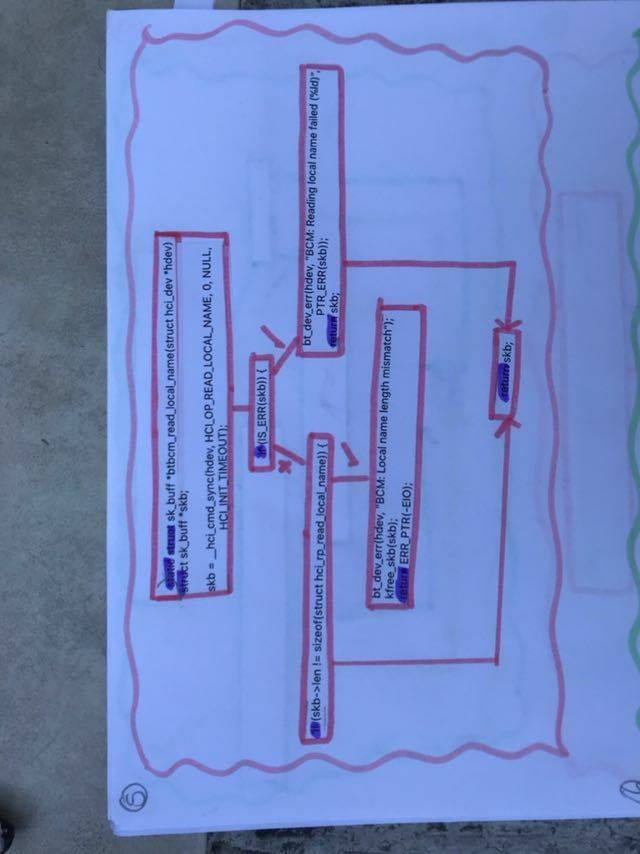 5
static struct sk_buff *btbcm_read_local_name(struct hci_dev *hdev)
struct sk_buff *skb;
skb = __hci_cmd_sync(hdev, HCI_OP_READ_LOCAL_NAME, 0, NULL,
HCI_INIT_TIMEOUT);
if (IS_ERR(skb)) {
bt_dev_err(hdev, "BCM: Reading local name failed (%ld)",
PTR_ERR(skb));
return skb;
if (skb->len != sizeof(struct hci_rp_read_local_name)) {
bt_dev_err(hdev, "BCM: Local name length mismatch");
kfree_skb(skb);
return ERR_PTR(-EIO);
return skb;